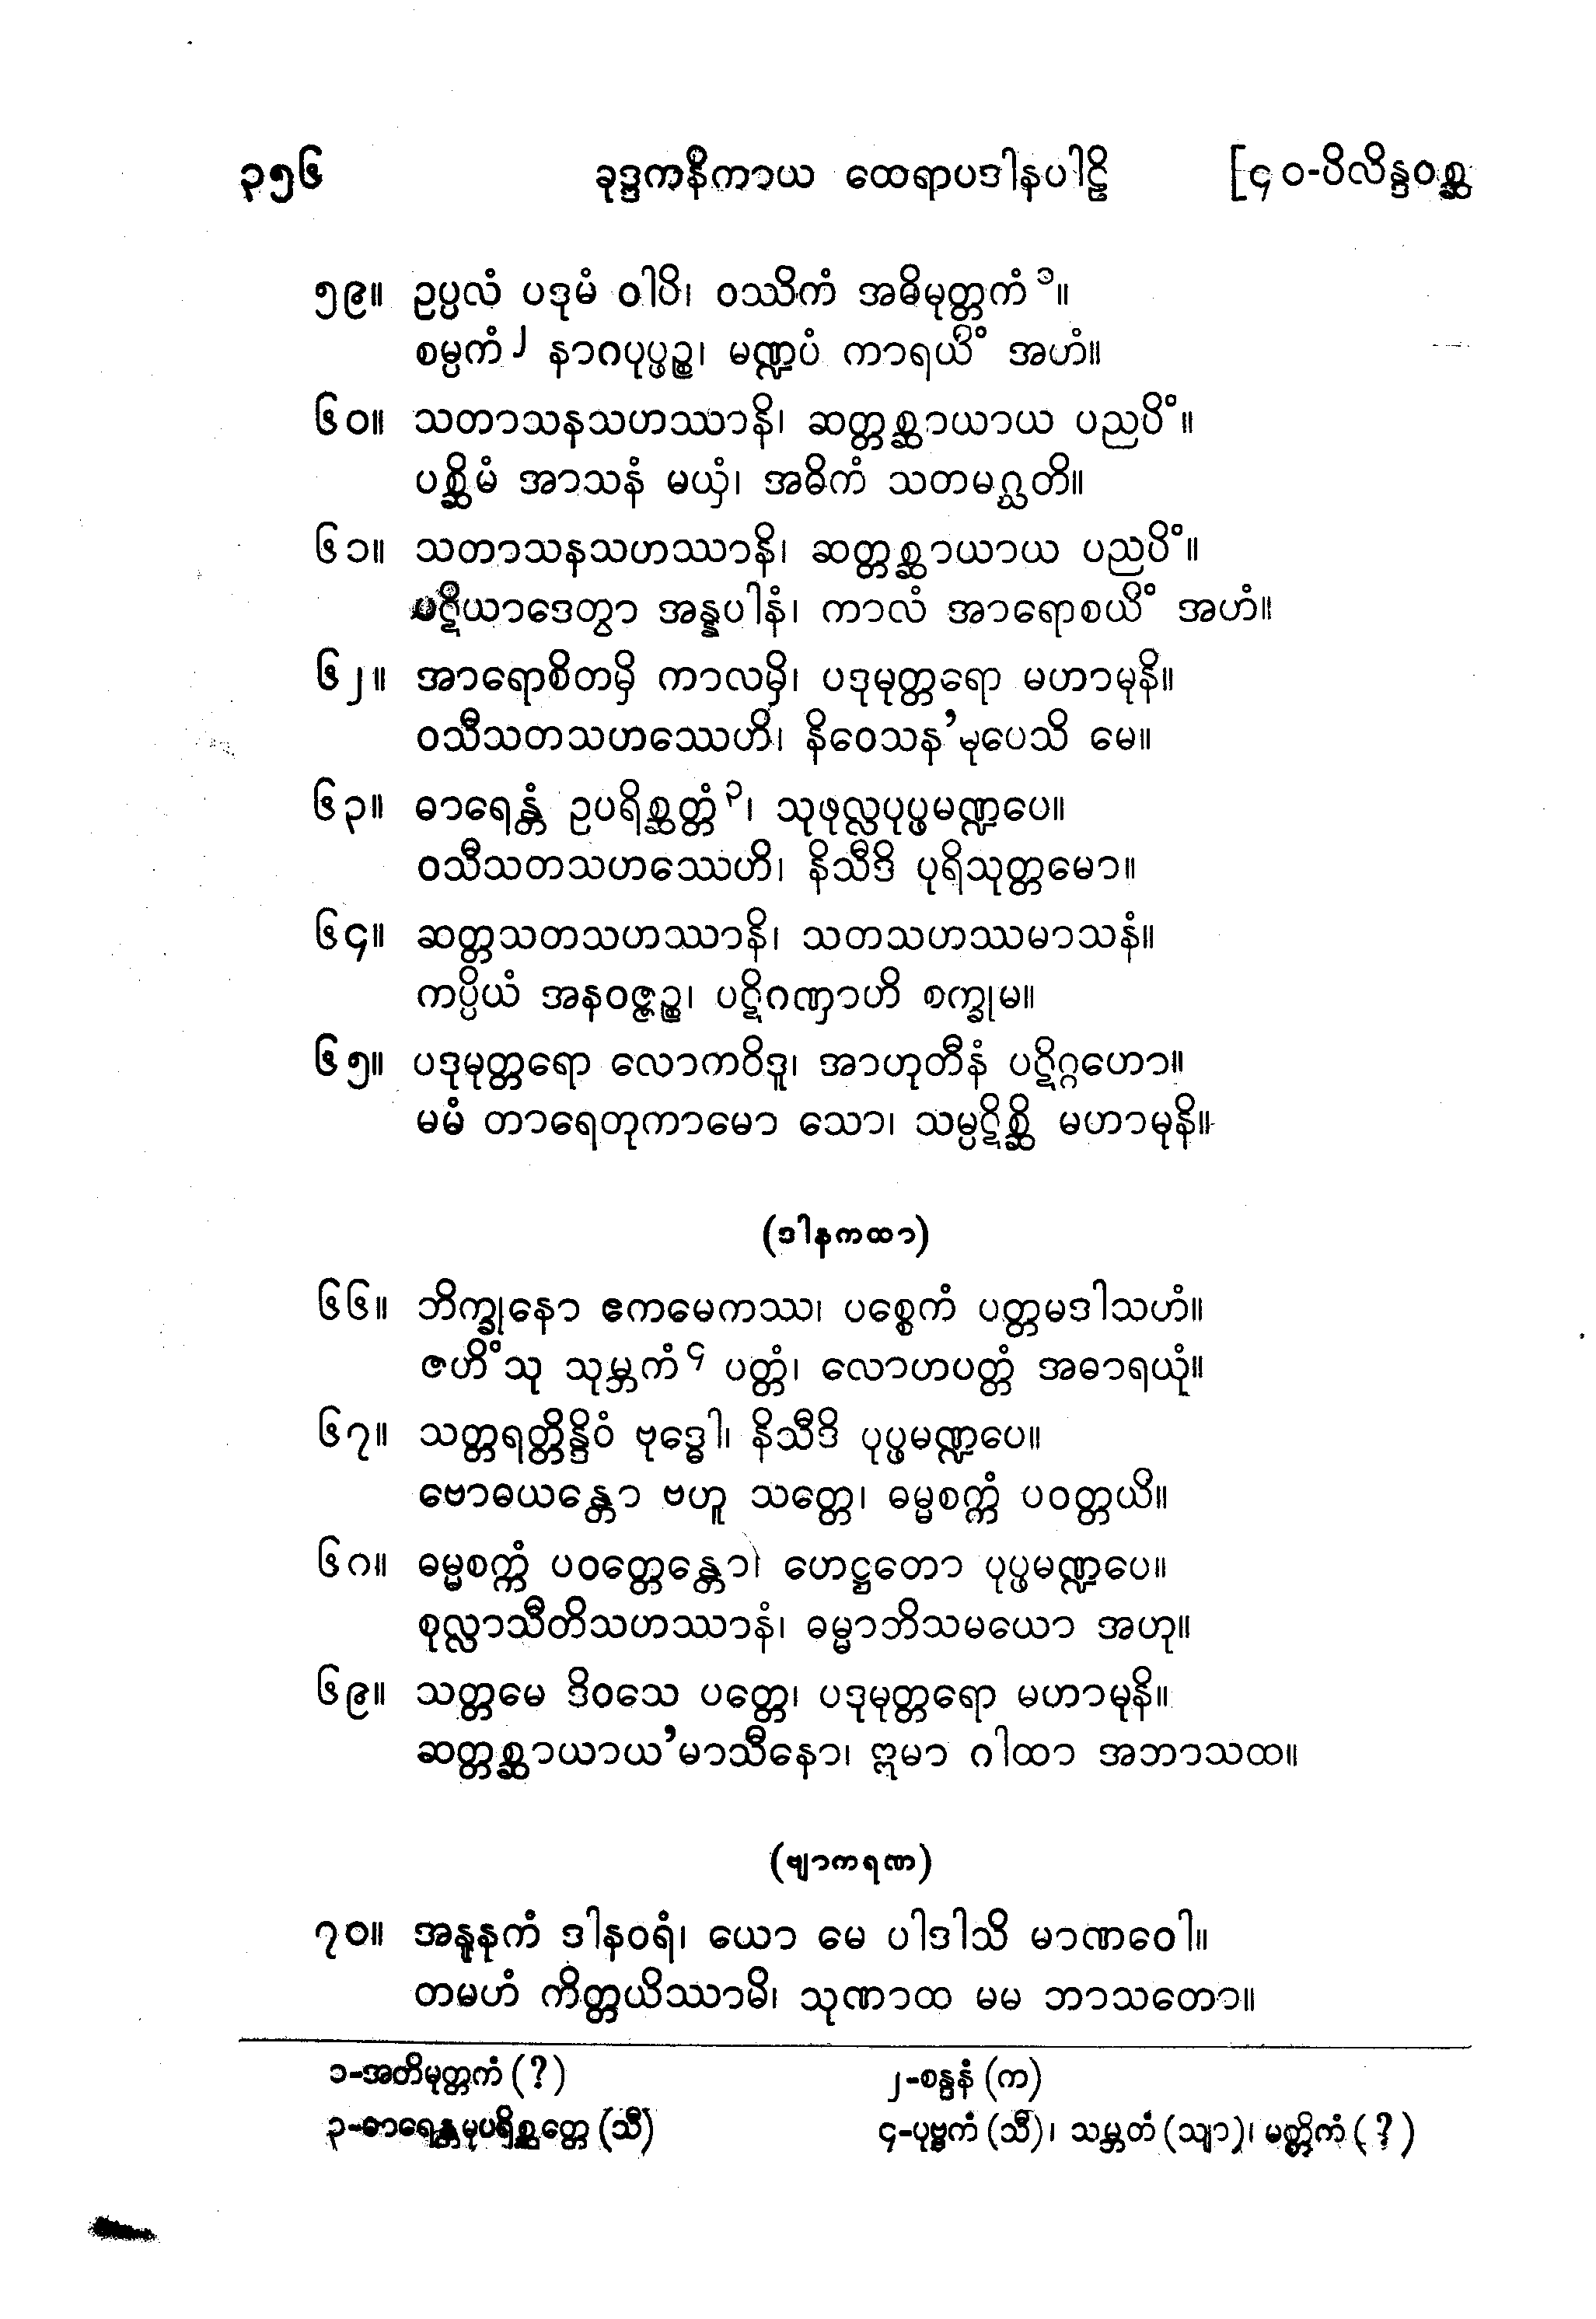 ၃၅၆ ခုဒ္ဒကနိကာယ ထေရာပဒါနပါဠိ [၄၀-ပိလိန္ဒဝစ္ဆ
၅၉။ ဥပ္ပလံ ပဒုမံ ဝါပိ၊ ဝဿိကံ အဓိမုတ္တကံ ၁။
စမ္ပကံ ၂ နာဂပုပ္ဖဉ္စ၊ မဏ္ဍပံ ကာရယိံ အဟံ။
၆၀။ သတာသနသဟဿာနိ၊ ဆတ္တစ္ဆာယာယ ပညပိံ။
ပစ္ဆိမံ အာသနံ မယှံ၊ အဓိကံ သတမဂ္ဃတိ။
၆၁။ သတာသနသဟဿာနိ၊ ဆတ္တစ္ဆာယာယ ပညပိံ။
ပဋိယာဒေတွာ အန္နပါနံ၊ ကာလံ အာရောစယိံ အဟံ။
၆၂။ အာရောစိတမှိ ကာလမှိ၊ ပဒုမုတ္တရော မဟာမုနိ။
ဝသီသတသဟဿေဟိ၊ နိဝေသန’မုပေသိ မေ။
၆၃။ ဓာရေန္တံ ဥပရိစ္ဆတ္တံ ၃၊ သုဖုလ္လပုပ္ဖမဏ္ဍပေ။
ဝသီသတသဟဿေဟိ၊ နိသီဒိ ပုရိသုတ္တမော။
၆၄။ ဆတ္တသတသဟဿာနိ၊ သတသဟဿမာသနံ။
ကပ္ပိယံ အနဝဇ္ဇဉ္စ၊ ပဋိဂဏှာဟိ စက္ခုမ။
၆၅။ ပဒုမုတ္တရော လောကဝိဒူ၊ အာဟုတီနံ ပဋိဂ္ဂဟော။
မမံ တာရေတုကာမော သော၊ သမ္ပဋိစ္ဆိ မဟာမုနိ။
(ဒါနကထာ)
၆၆။ ဘိက္ခုနော ဧကမေကဿ၊ ပစ္စေကံ ပတ္တမဒါသဟံ။
ဇဟိံသု သုမ္ဘကံ ၄ ပတ္တံ၊ လောဟပတ္တံ အဓာရယုံ။
၆၇။ သတ္တရတ္တိန္ဒိဝံ ဗုဒ္ဓေါ၊ နိသီဒိ ပုပ္ဖမဏ္ဍပေ။
ဗောဓယန္တော ဗဟူ သတ္တေ၊ ဓမ္မစက္ကံ ပဝတ္တယိ။
၆၈။ ဓမ္မစက္ကံ ပဝတ္တေန္တော၊ ဟေဋ္ဌတော ပုပ္ဖမဏ္ဍပေ။
စုလ္လာသီတိသဟဿာနံ၊ ဓမ္မာဘိသမယော အဟု။
၆၉။ သတ္တမေ ဒိဝသေ ပတ္တေ၊ ပဒုမုတ္တရော မဟာမုနိ။
ဆတ္တစ္ဆာယာယ’မာသီနော၊ ဣမာ ဂါထာ အဘာသထ။
(ဗျာကရဏ)
၇၀။ အနူနကံ ဒါနဝရံ၊ ယော မေ ပါဒါသိ မာဏဝေါ။
တမဟံ ကိတ္တယိဿာမိ၊ သုဏာထ မမ ဘာသတော။
၁-အတိမုတ္တကံ (?) ၂-စန္ဒနံ (က)
၃-ဓာရေန္တမုပရိစ္ဆတ္တေ (သီ) ၄-ပုဗ္ဗကံ (သီ)၊ သမ္ဘတံ (သျာ)၊ မတ္တိကံ (?)